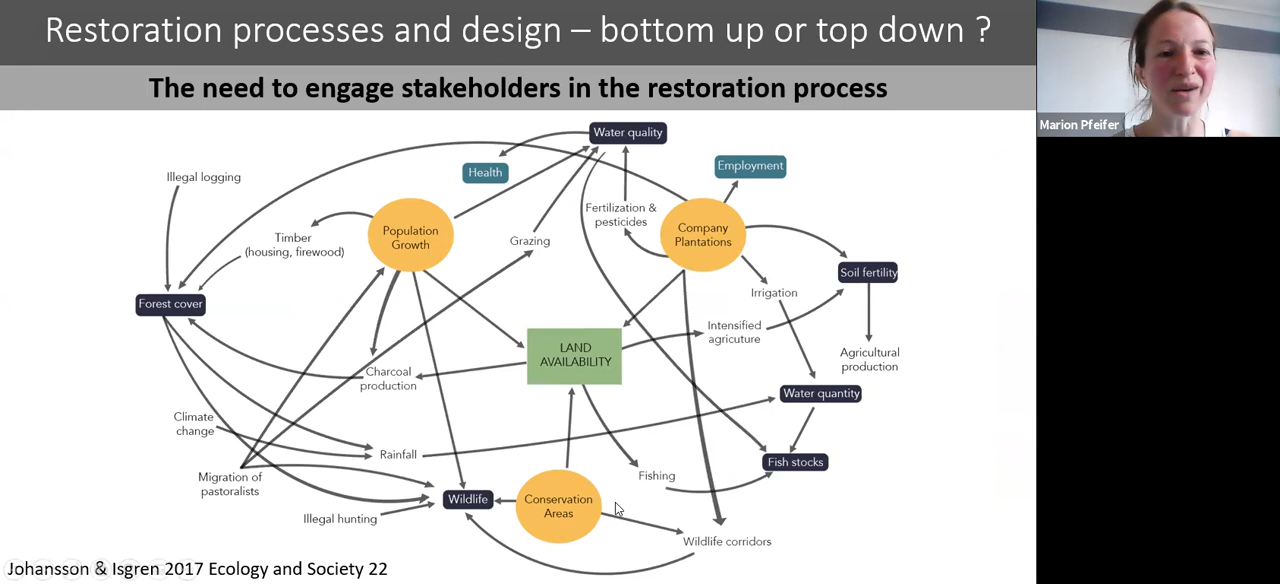 Restoration processes and design – bottom up or top down ?
The need to engage stakeholders in the restoration process
Marion Pfeifer
Water quality
Health
Employment
Illegal logging
Population
Growth
Fertilization &
pesticides
Company
Plantations
Timber
(housing, firewood)
Grazing
Soil fertility
Forest cover
Irrigation
Intensified
agricuture
LAND
AVAILABILITY
Agricultural
production
Charcoal
production
Water quantity
Climate
change
Rainfall
Fish stocks
Migration of
pastoralists
Fishing
Wildlife
Conservation
Areas
Illegal hunting
Wildlife corridors
Johansson & Isgren 2017 Ecology and Society 22